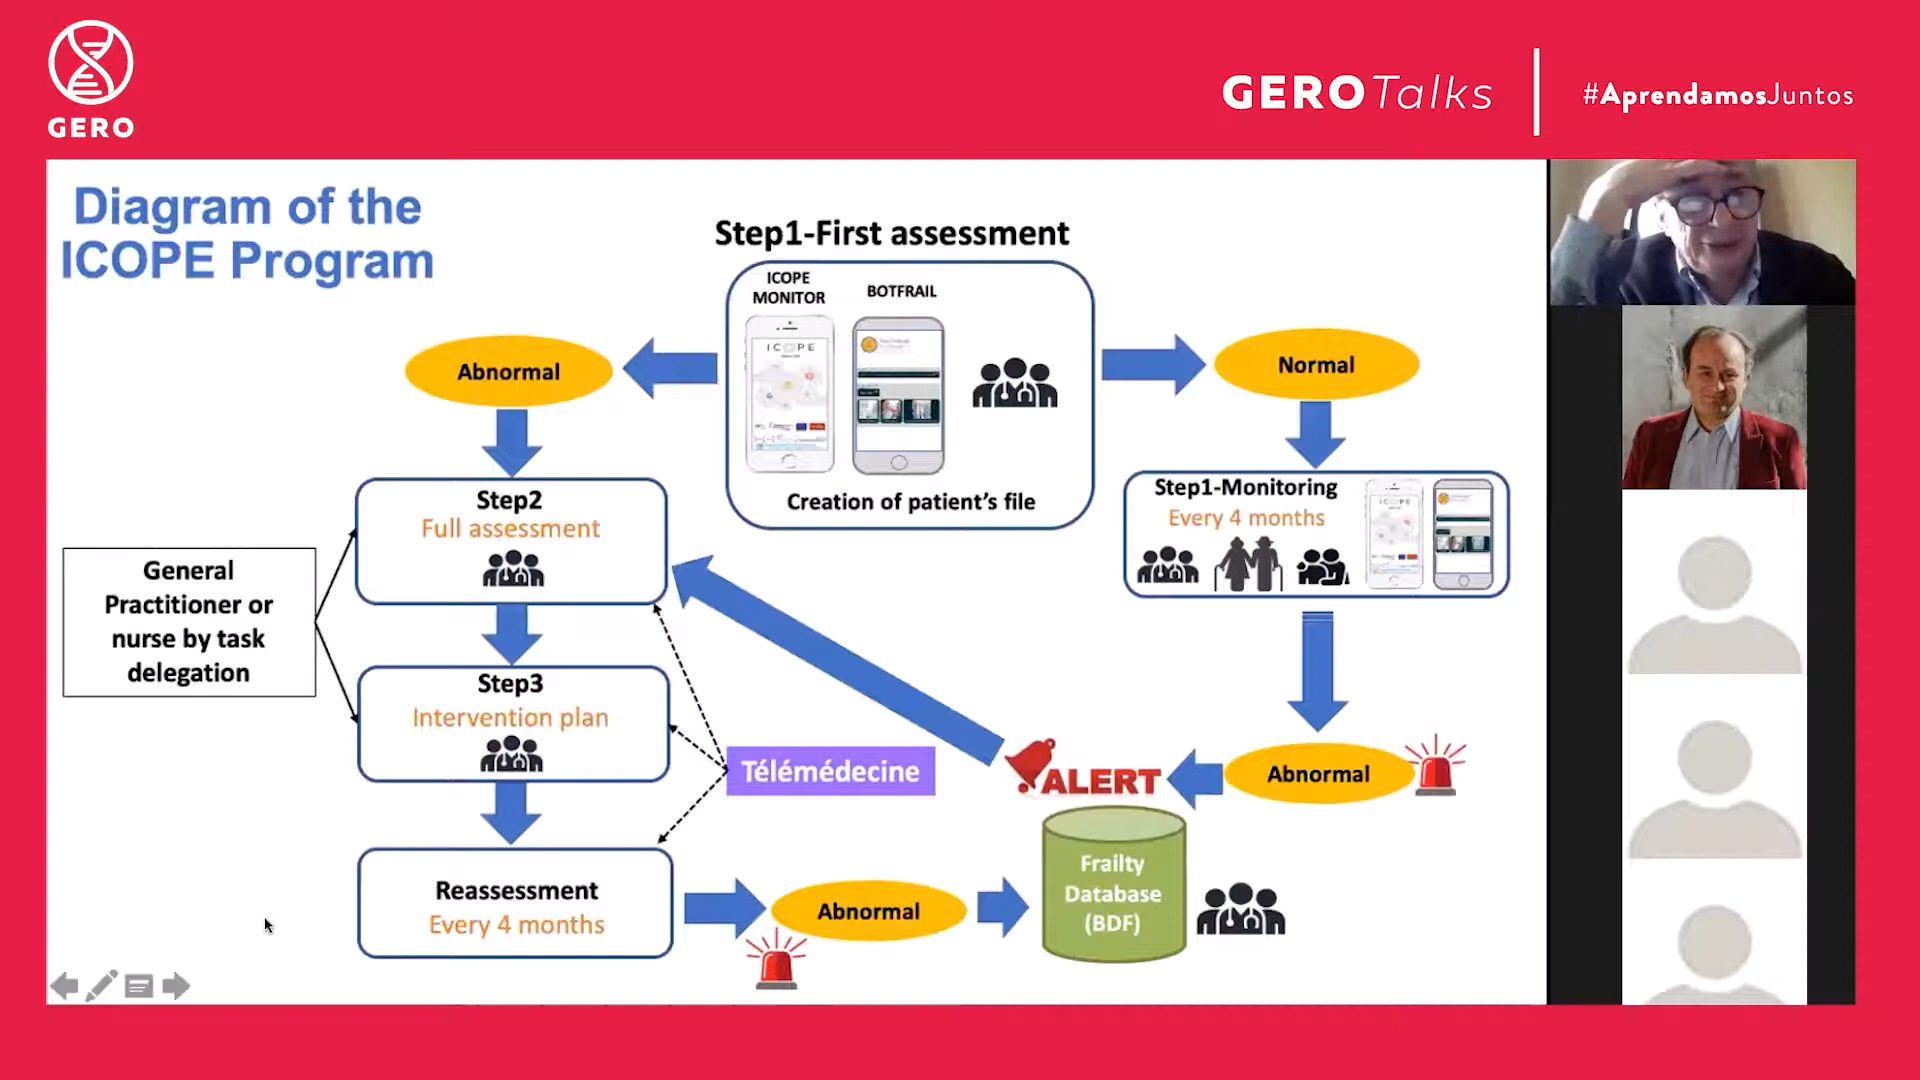 GERO
GEROTalks
#AprendamosJuntos
Diagram of the
ICOPE Program
Step1-First assessment
ICOPE
MONITOR
BOTFRAIL
ICOPE
Creation of patient's file
Abnormal
Normal
Step2
Full assessment
Step1-Monitoring
Every 4 months
General
Practitioner or
nurse by task
delegation
Step3
Intervention plan
Télémédecine
ALERT
Abnormal
Reassessment
Every 4 months
Abnormal
Frailty
Database
(BDF)